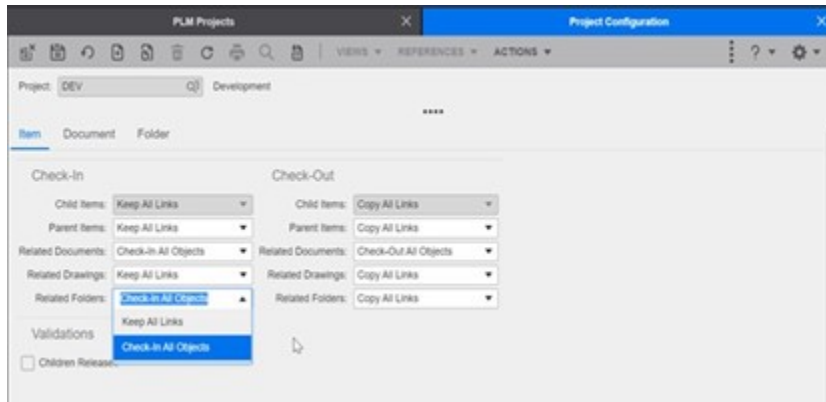 PLM Projects
Project Configuration
VIEWS REFERENCES ACTIONS ?
Project: DEV Development
Item Document Folder
Check-In Check-Out
Child Items: Keep All Links Child Items: Copy All Links
Parent Items: Keep All Links Parent Items: Copy All Links
Related Documents: Check-In All Objects Related Documents: Check-Out All Objects
Related Drawings: Keep All Links Related Drawings: Copy All Links
Related Folders: Check-In All Objects Related Folders: Copy All Links
Keep All Links
Validations
Check-In All Objects
Children